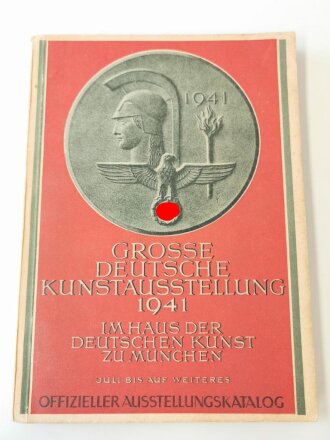 1941
GROSSE
DEUTSCHE
KUNSTAUSSTELLUNG
1941
IM HAUS DER
DEUTSCHEN KUNST
ZU MÜNCHEN
JULI BIS AUF WEITERES
OFFIZIELLER AUSSTELLUNGSKATALOG